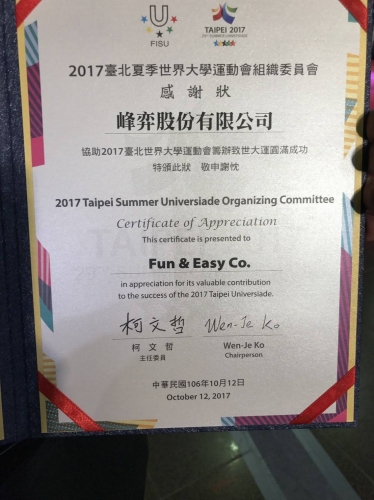 FISU
TAIPEI 2017
29TH SUMMER UNIVERSIADE
2017臺北夏季世界大學運動會組織委員會
感謝狀
峰弈股份有限公司
協助2017臺北世界大學運動會籌辦致世大運圓滿成功
特頒此狀 敬申謝忱
2017 Taipei Summer Universiade Organizing Committee
Certificate of Appreciation
This certificate is presented to
Fun & Easy Co.
in appreciation for its valuable contribution
to the success of the 2017 Taipei Universiade.
柯文哲 Wen-Je Ko
柯文哲 Wen-Je Ko
主任委員 Chairperson
中華民國106年10月12日
October 12, 2017